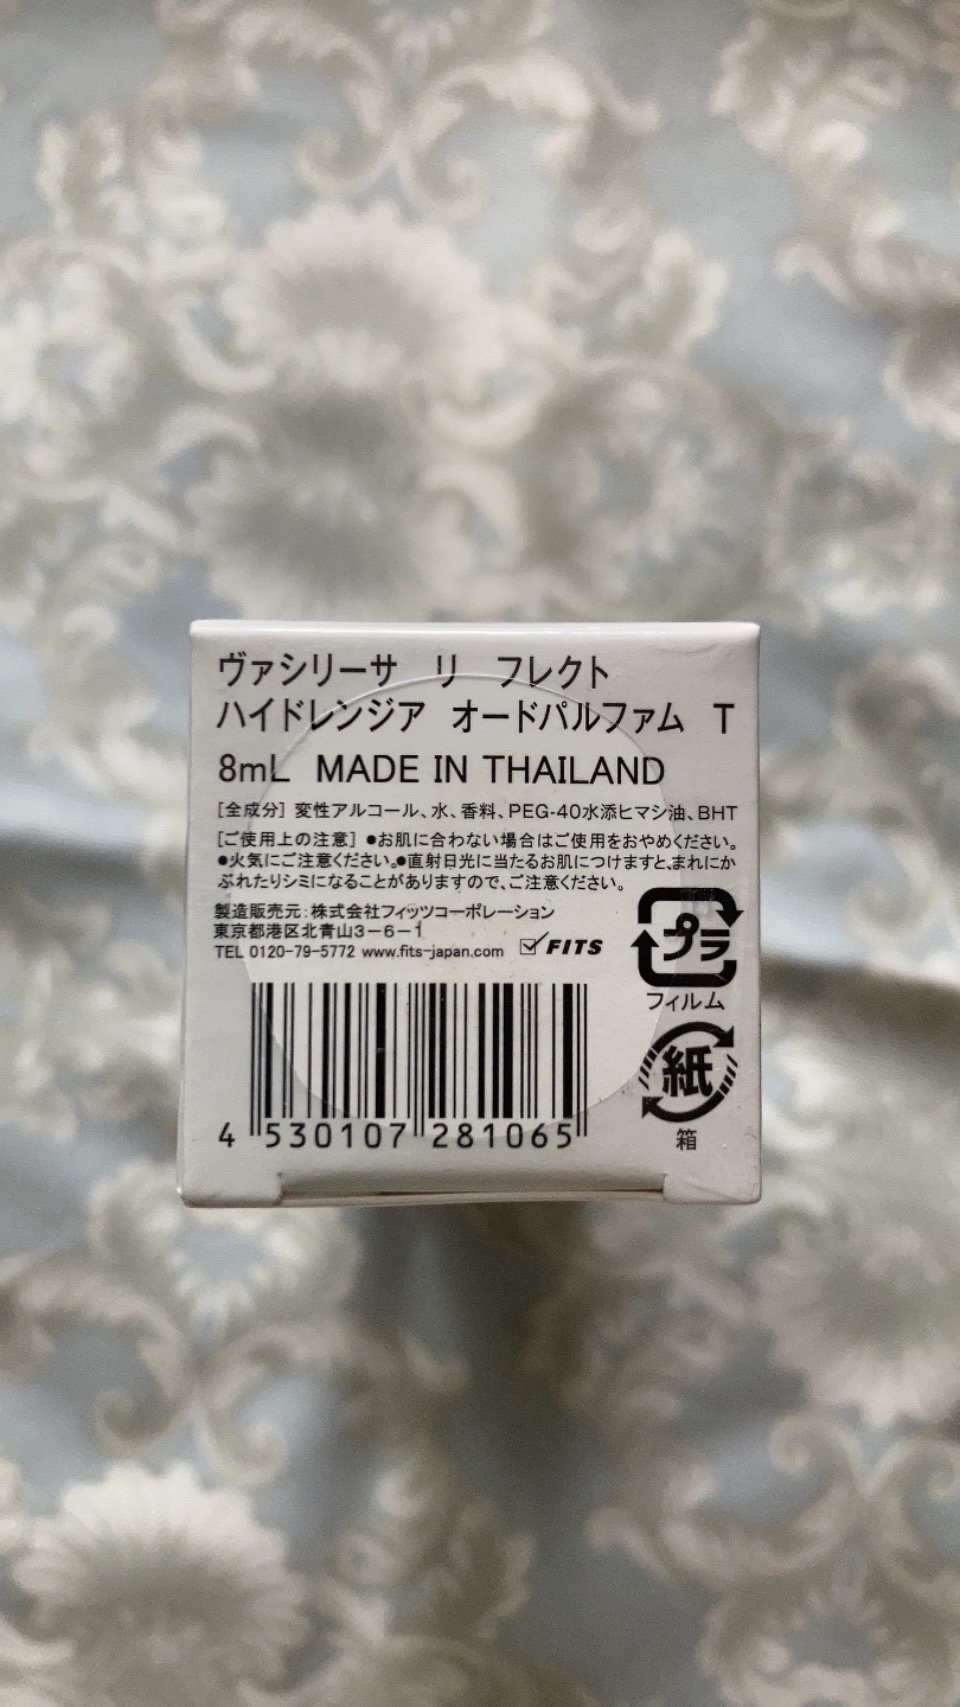 ヴァシリーサ　リ　フレクト
ハイドレンジア　オードパルファム　T
8mL　MADE IN THAILAND
[全成分] 変性アルコール、水、香料、PEG-40水添ヒマシ油、BHT
[ご使用上の注意] ●お肌に合わない場合はご使用をおやめください。
●火気にご注意ください。●直射日光に当たるお肌につけますと、まれにか
ぶれたりシミになることがありますので、ご注意ください。
製造販売元:株式会社フィッツコーポレーション
東京都港区北青山3-6-1
TEL 0120-79-5772 www.fits-japan.com
FITS
プラ
フィルム
紙
箱
4 530107 281065